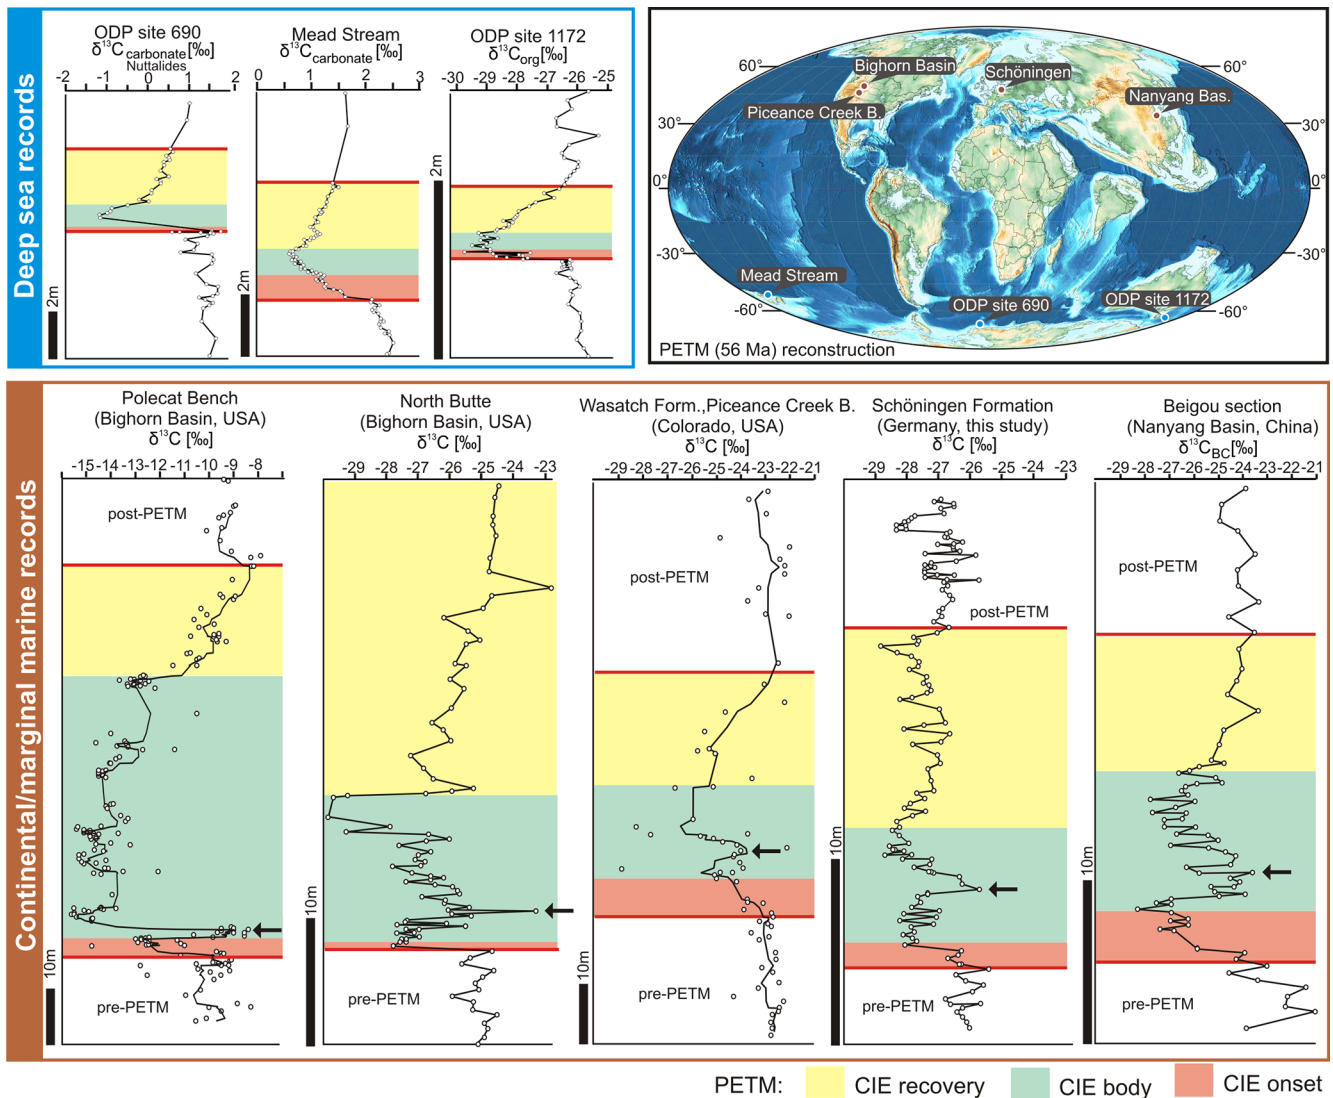 Deep sea records
ODP site 690
δ¹³Ccarbonate[‰]
Nuttalides
-2 -1 0 1 2
2m
Mead Stream
δ¹³Ccarbonate[‰]
0 1 2 3
2m
ODP site 1172
δ¹³Corg[‰]
-30 -29 -28 -26 -25
2m
60° 60°
30° 30°
0° 0°
-30° -30°
-60° -60°
Bighorn Basin
Piceance Creek B.
Schöningen
Nanyang Bas.
Mead Stream
ODP site 690
ODP site 1172
PETM (56 Ma) reconstruction
Continental/marginal marine records
Polecat Bench
(Bighorn Basin, USA)
δ¹³C [‰]
-15 -13 -12 -11 -10 -9 -8
post-PETM
pre-PETM
10m
North Butte
(Bighorn Basin, USA)
δ¹³C [‰]
-29 -28 -27 -26 -25 -24 -23
pre-PETM
10m
Wasatch Form.,Piceance Creek B.
(Colorado, USA)
δ¹³C [‰]
-29 -29 -27 -26 -25 -24 -23 -22 -21
post-PETM
pre-PETM
10m
Schöningen Formation
(Germany, this study)
δ¹³C [‰]
-29 -28 -27 -26 -25 -23
post-PETM
pre-PETM
10m
Beigou section
(Nanyang Basin, China)
δ¹³CBC[‰]
-29 -28 -27 -26 -25 -24 -23 -22 -21
post-PETM
pre-PETM
10m
PETM: CIE recovery CIE body CIE onset